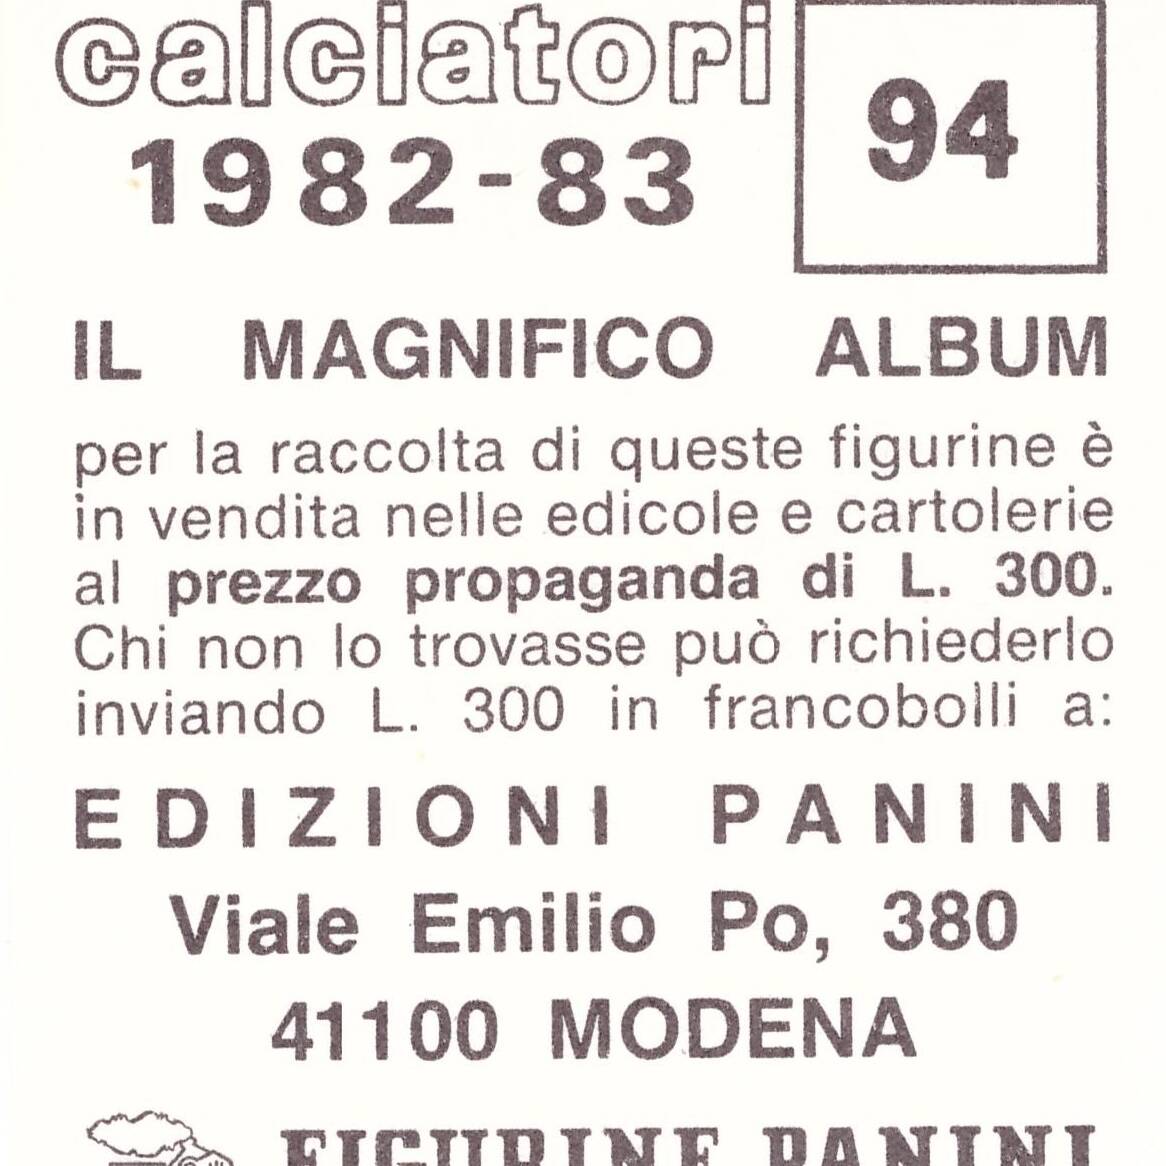 calciatori
94
1982-83
IL MAGNIFICO ALBUM
per la raccolta di queste figurine è
in vendita nelle edicole e cartolerie
al prezzo propaganda di L. 300.
Chi non lo trovasse può richiederlo
inviando L. 300 in francobolli a:
EDIZIONI PANINI
Viale Emilio Po, 380
41100 MODENA
FIGURINE PANINI